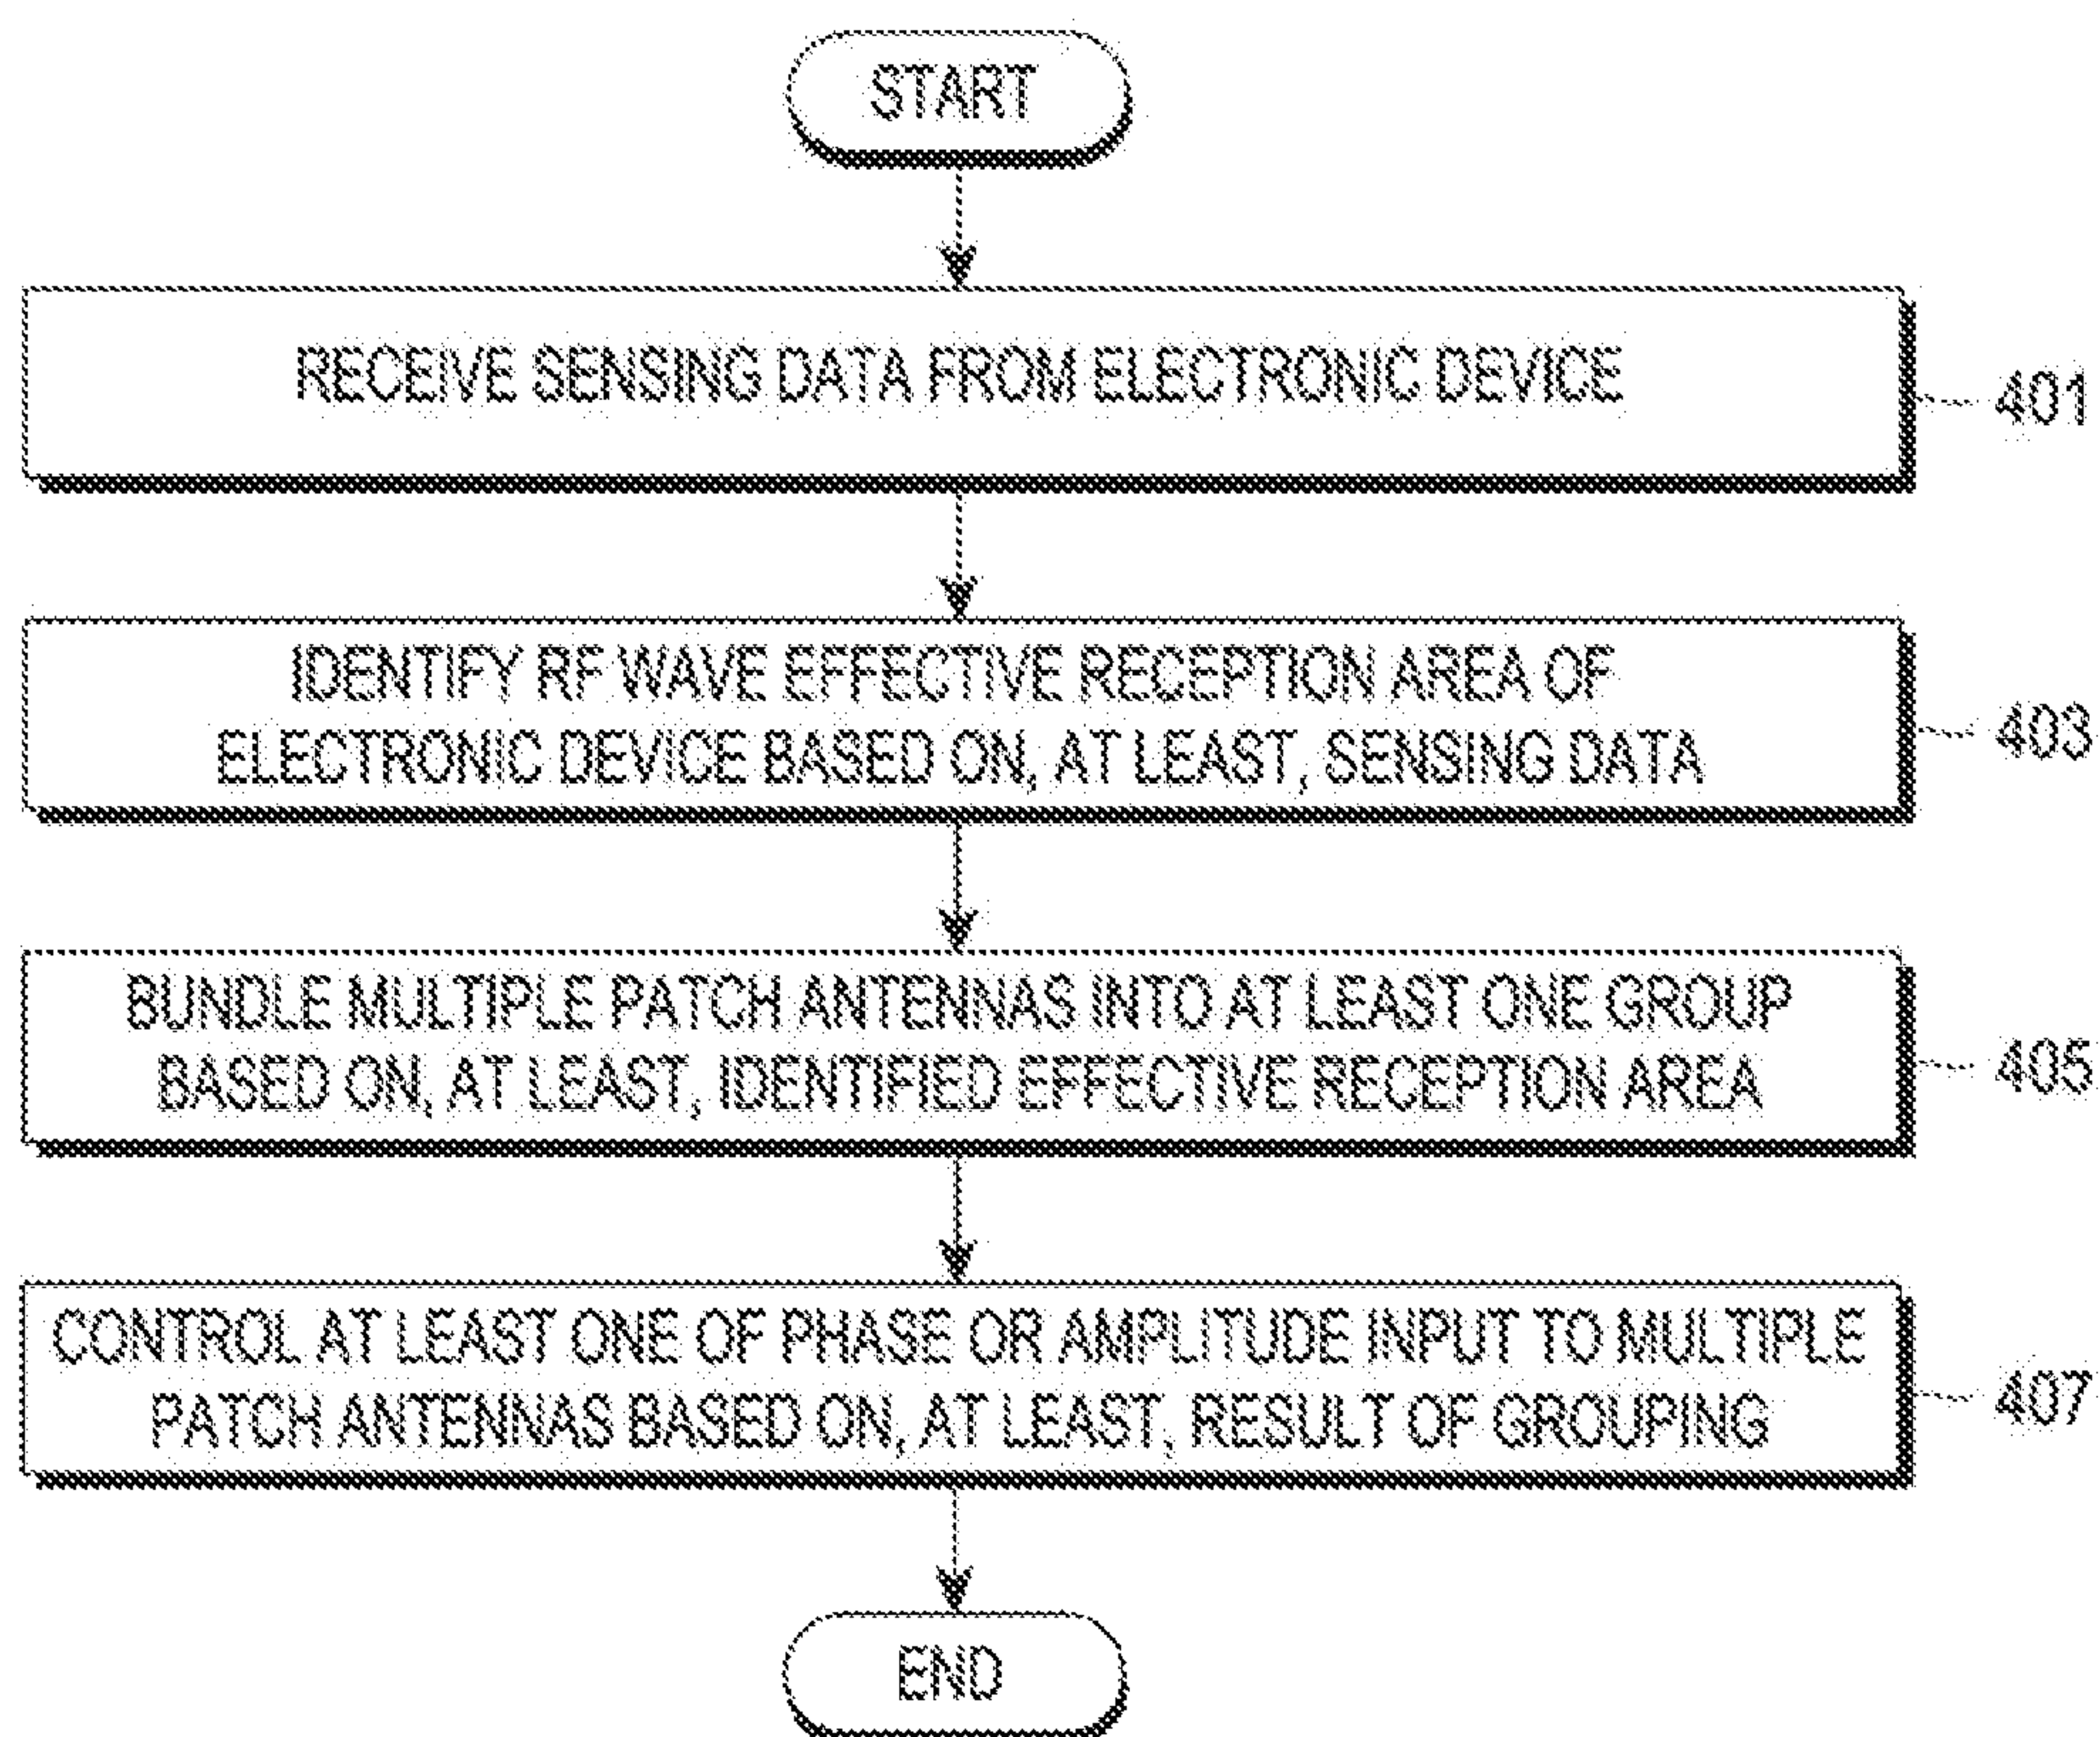 START
RECEIVE SENSING DATA FROM ELECTRONIC DEVICE
401
IDENTIFY RF WAVE EFFECTIVE RECEPTION AREA OF
ELECTRONIC DEVICE BASED ON, AT LEAST, SENSING DATA
403
BUNDLE MULTIPLE PATCH ANTENNAS INTO AT LEAST ONE GROUP
BASED ON, AT LEAST, IDENTIFIED EFFECTIVE RECEPTION AREA
405
CONTROL AT LEAST ONE OF PHASE OR AMPLITUDE INPUT TO MULTIPLE
PATCH ANTENNAS BASED ON, AT LEAST, RESULT OF GROUPING
407
END